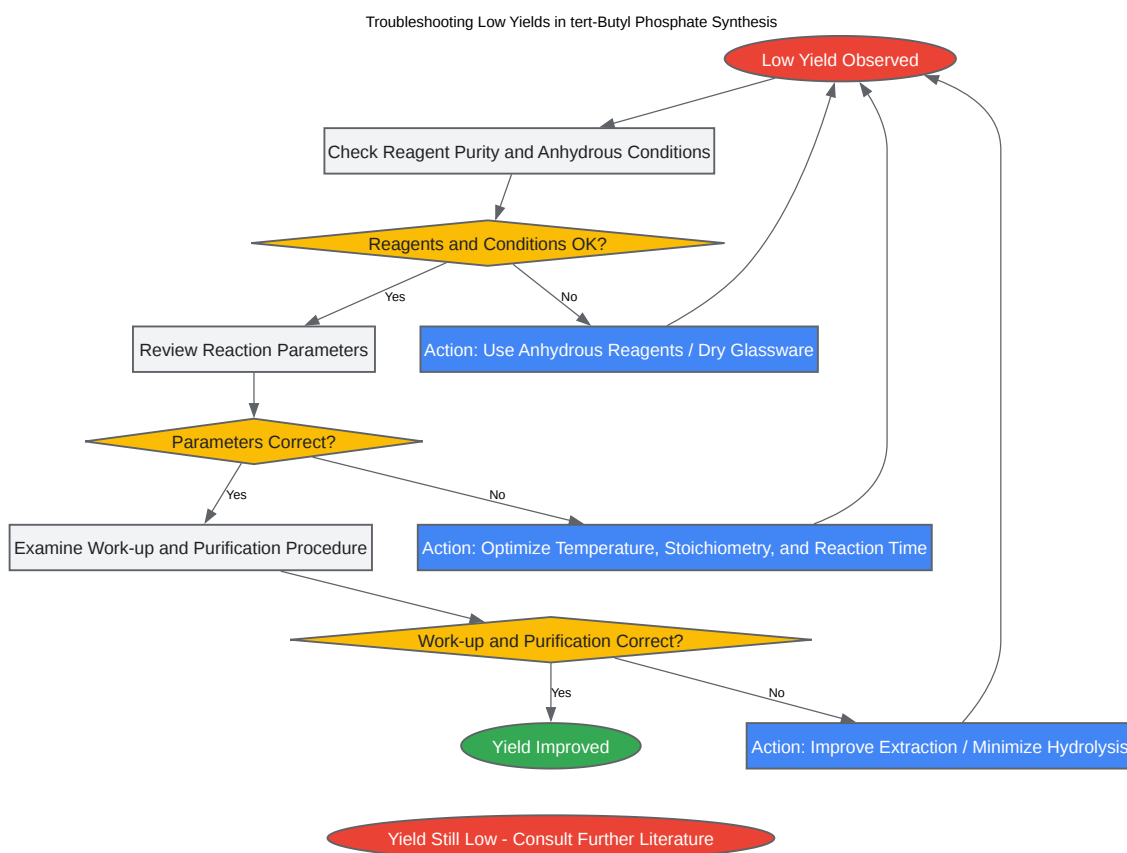 Troubleshooting Low Yields in tert-Butyl Phosphate Synthesis
Low Yield Observed
Check Reagent Purity and Anhydrous Conditions
Reagents and Conditions OK?
Yes
No
Review Reaction Parameters
Action: Use Anhydrous Reagents / Dry Glassware
Parameters Correct?
Yes
No
Examine Work-up and Purification Procedure
Action: Optimize Temperature, Stoichiometry, and Reaction Time
Work-up and Purification Correct?
Yes
No
Yield Improved
Action: Improve Extraction / Minimize Hydrolysis
Yield Still Low - Consult Further Literature